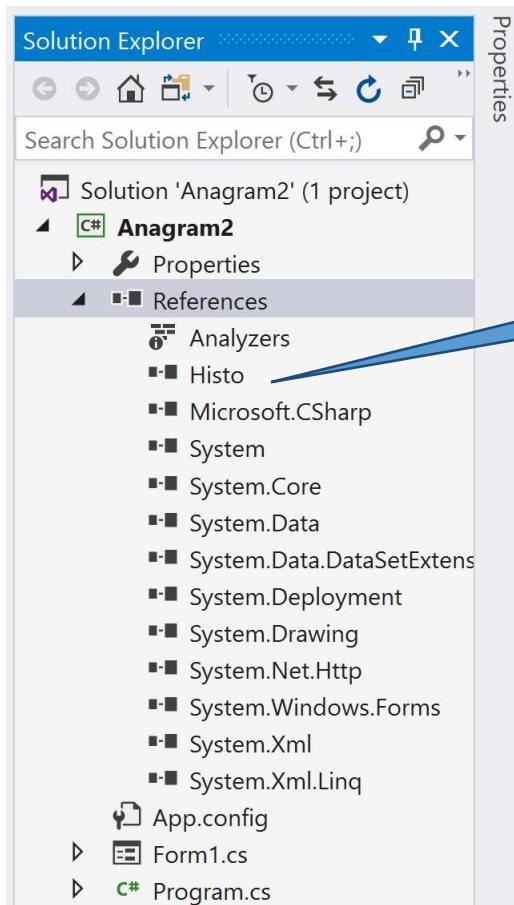 Solution Explorer
Properties
Search Solution Explorer (Ctrl+;)
Solution 'Anagram2' (1 project)
C# Anagram2
Properties
References
Analyzers
Histo
Microsoft.CSharp
System
System.Core
System.Data
System.Data.DataSetExtens
System.Deployment
System.Drawing
System.Net.Http
System.Windows.Forms
System.Xml
System.Xml.Linq
App.config
Form1.cs
C# Program.cs